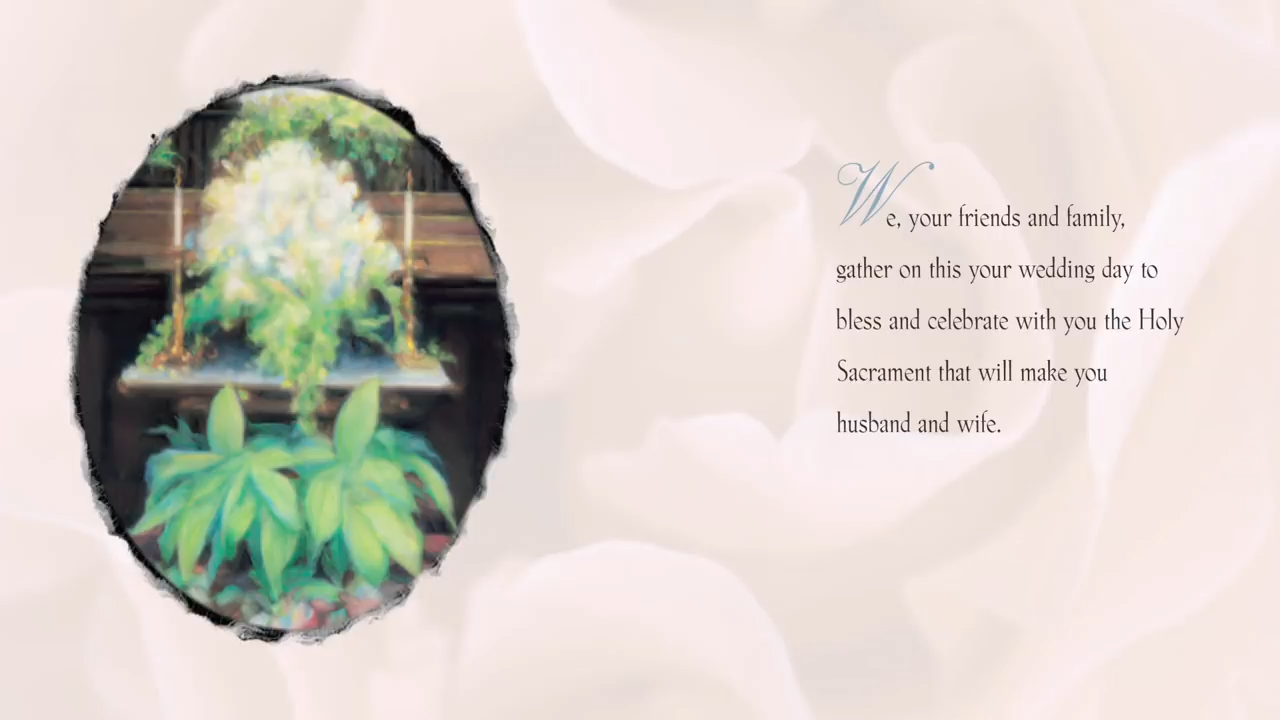 We, your friends and family,
gather on this your wedding day to
bless and celebrate with you the Holy
Sacrament that will make you
husband and wife.